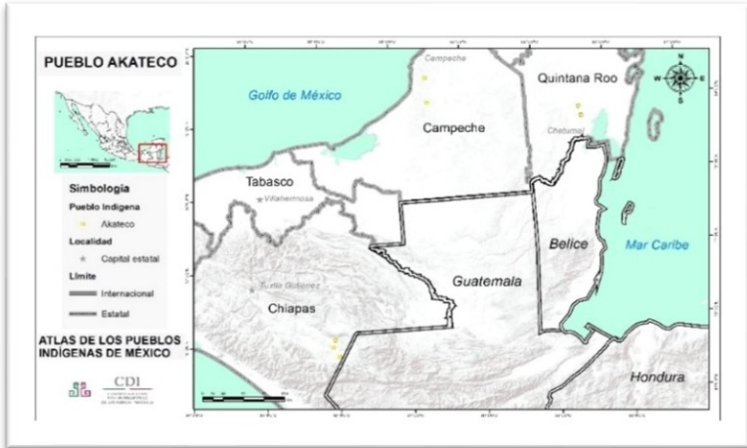 PUEBLO AKATECO
Simbología
Pueblo Indígena
Akateco
Localidad
Capital estatal
Límite
Internacional
Estatal
ATLAS DE LOS PUEBLOS
INDÍGENAS DE MÉXICO
CDI
Golfo de México
Campeche
Campeche
Quintana Roo
Chetumal
N
W
E
S
Tabasco
Villahermosa
Tuxtla Gutiérrez
Chiapas
Guatemala
Belice
Mar Caribe
Hondura